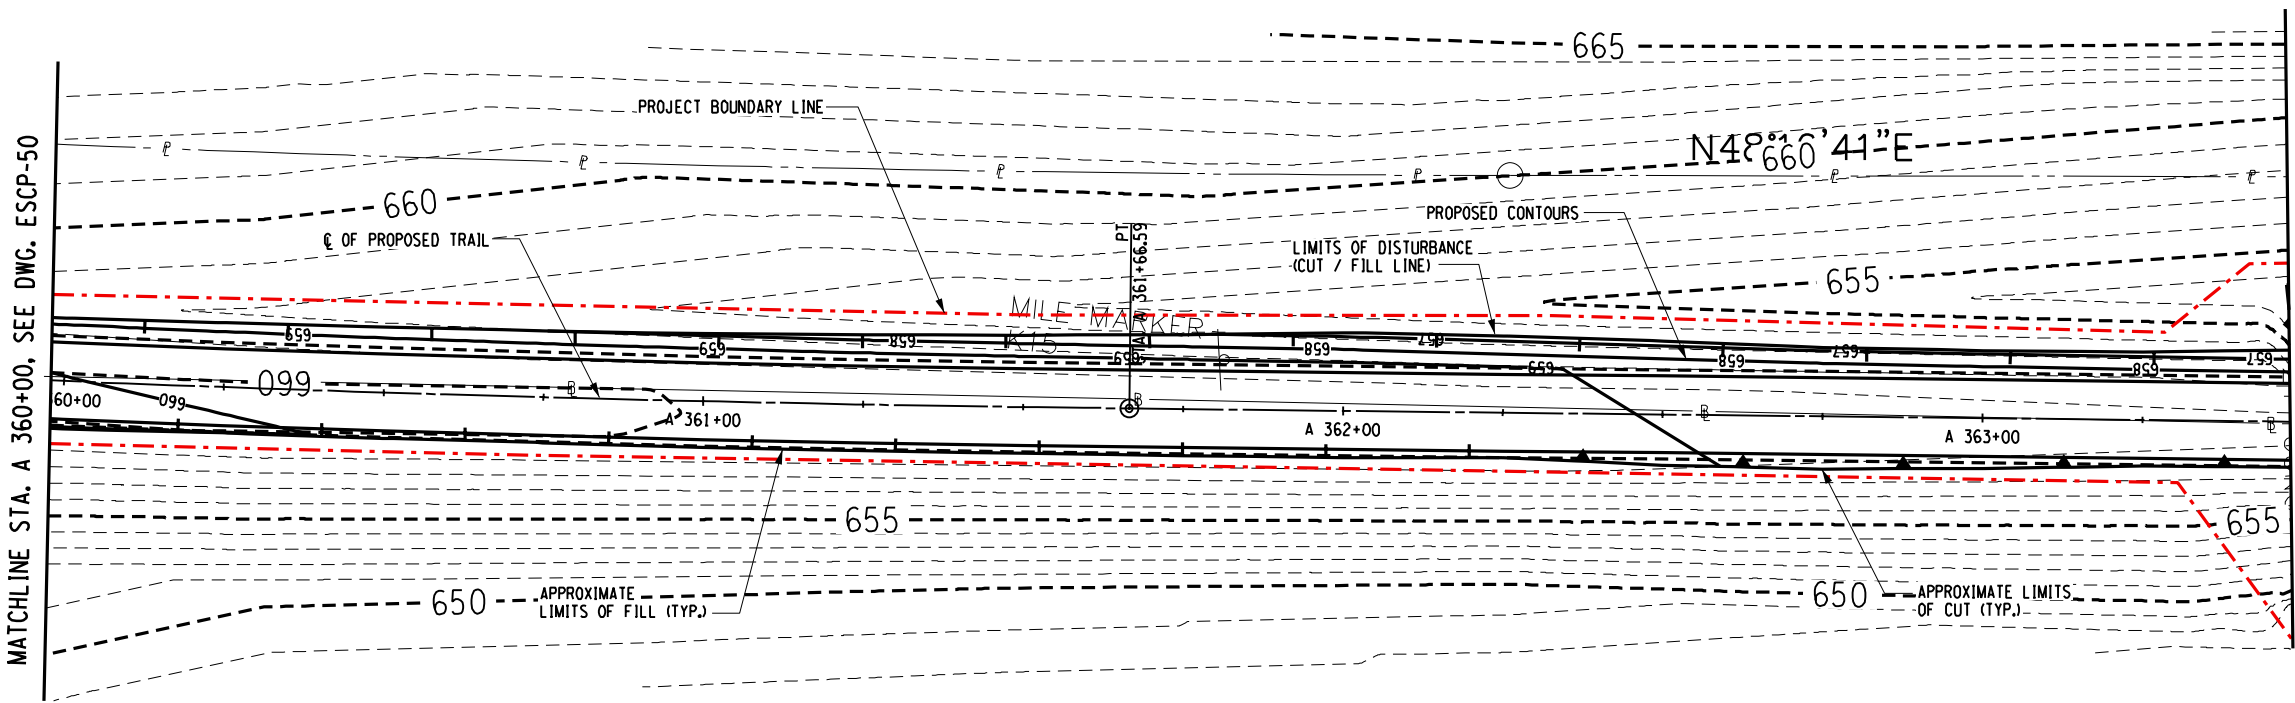 665
PROJECT BOUNDARY LINE
660
660
PROPOSED CONTOURS
℄ OF PROPOSED TRAIL
LIMITS OF DISTURBANCE
(CUT / FILL LINE)
655
PT
STA A 361+66.59
MILE MARKER
K15
659
659
658
659
658
657
659
658
657
658
657
660
660
60+00
A 361+00
A 362+00
A 363+00
655
655
650
APPROXIMATE
LIMITS OF FILL (TYP.)
650
APPROXIMATE LIMITS
OF CUT (TYP.)
MATCHLINE STA. A 360+00, SEE DWG. ESCP-50